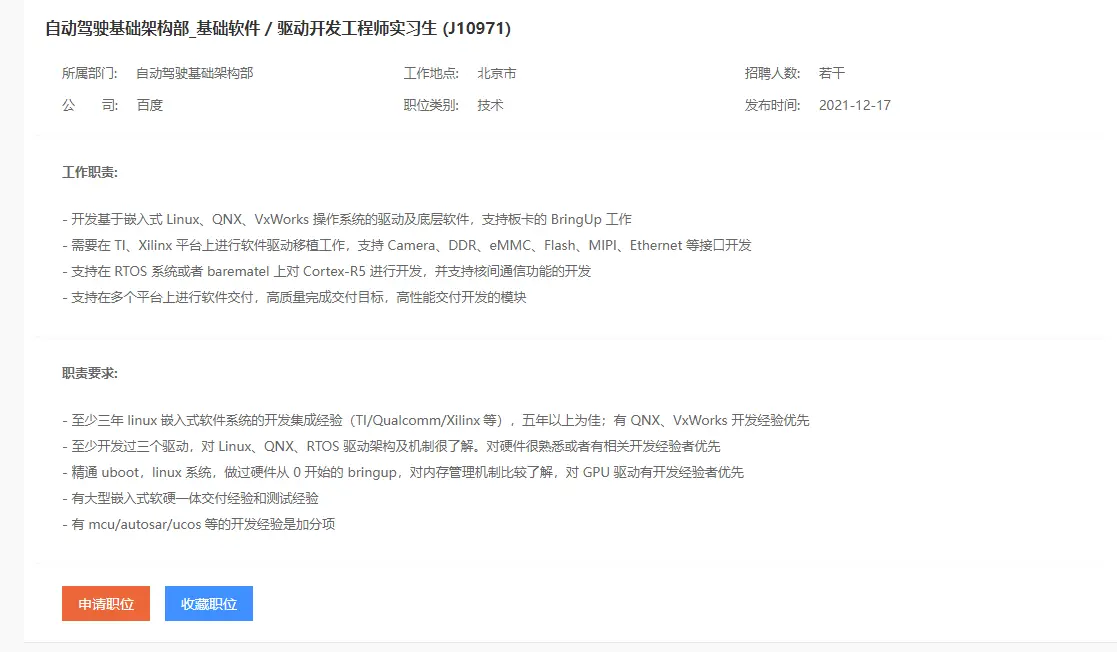 自动驾驶基础架构部_基础软件 / 驱动开发工程师实习生 (J10971)
所属部门: 自动驾驶基础架构部 工作地点: 北京市 招聘人数: 若干
公 司: 百度 职位类别: 技术 发布时间: 2021-12-17
工作职责:
- 开发基于嵌入式 Linux、QNX、VxWorks 操作系统的驱动及底层软件，支持板卡的 BringUp 工作
- 需要在 TI、Xilinx 平台上进行软件驱动移植工作，支持 Camera、DDR、eMMC、Flash、MIPI、Ethernet 等接口开发
- 支持在 RTOS 系统或者 barematel 上对 Cortex-R5 进行开发，并支持核间通信功能的开发
- 支持在多个平台上进行软件交付，高质量完成交付目标，高性能交付开发的模块
职责要求:
- 至少三年 linux 嵌入式软件系统的开发集成经验（TI/Qualcomm/Xilinx 等），五年以上为佳；有 QNX、VxWorks 开发经验优先
- 至少开发过三个驱动，对 Linux、QNX、RTOS 驱动架构及机制很了解。对硬件很熟悉或者有相关开发经验者优先
- 精通 uboot，linux 系统，做过硬件从 0 开始的 bringup，对内存管理机制比较了解，对 GPU 驱动有开发经验者优先
- 有大型嵌入式软硬一体交付经验和测试经验
- 有 mcu/autosar/ucos 等的开发经验是加分项
申请职位 收藏职位